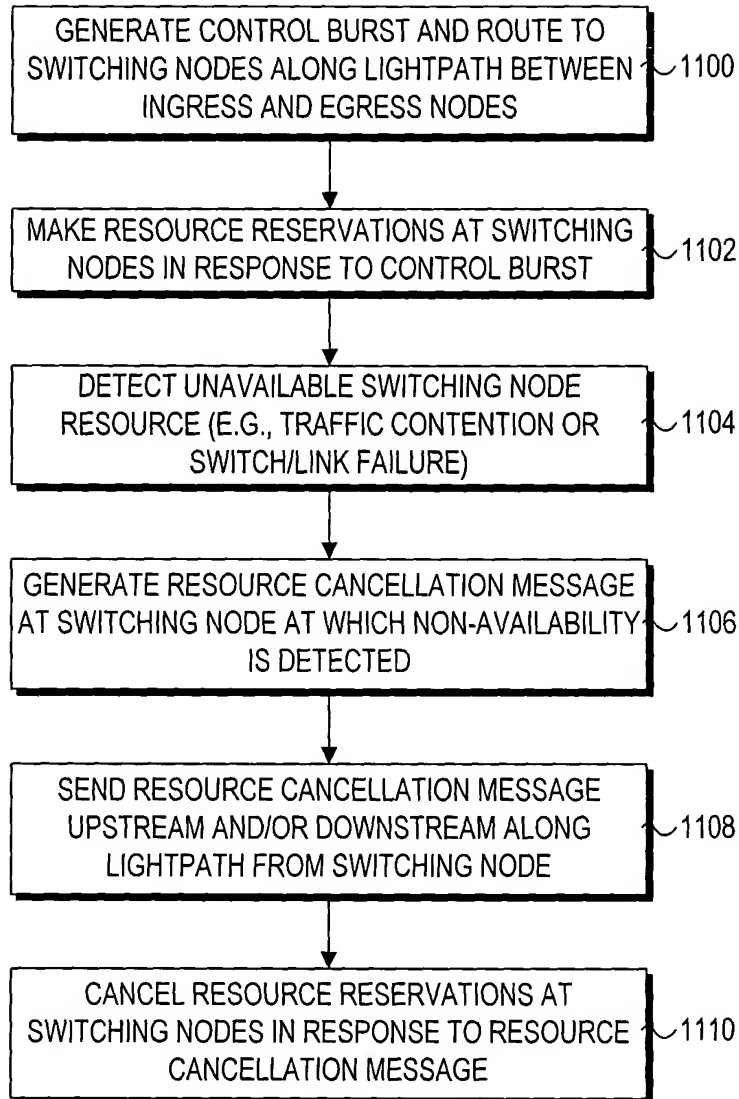 GENERATE CONTROL BURST AND ROUTE TO
SWITCHING NODES ALONG LIGHTPATH BETWEEN
INGRESS AND EGRESS NODES
1100
MAKE RESOURCE RESERVATIONS AT SWITCHING
NODES IN RESPONSE TO CONTROL BURST
1102
DETECT UNAVAILABLE SWITCHING NODE
RESOURCE (E.G., TRAFFIC CONTENTION OR
SWITCH/LINK FAILURE)
1104
GENERATE RESOURCE CANCELLATION MESSAGE
AT SWITCHING NODE AT WHICH NON-AVAILABILITY
IS DETECTED
1106
SEND RESOURCE CANCELLATION MESSAGE
UPSTREAM AND/OR DOWNSTREAM ALONG
LIGHTPATH FROM SWITCHING NODE
1108
CANCEL RESOURCE RESERVATIONS AT
SWITCHING NODES IN RESPONSE TO RESOURCE
CANCELLATION MESSAGE
1110